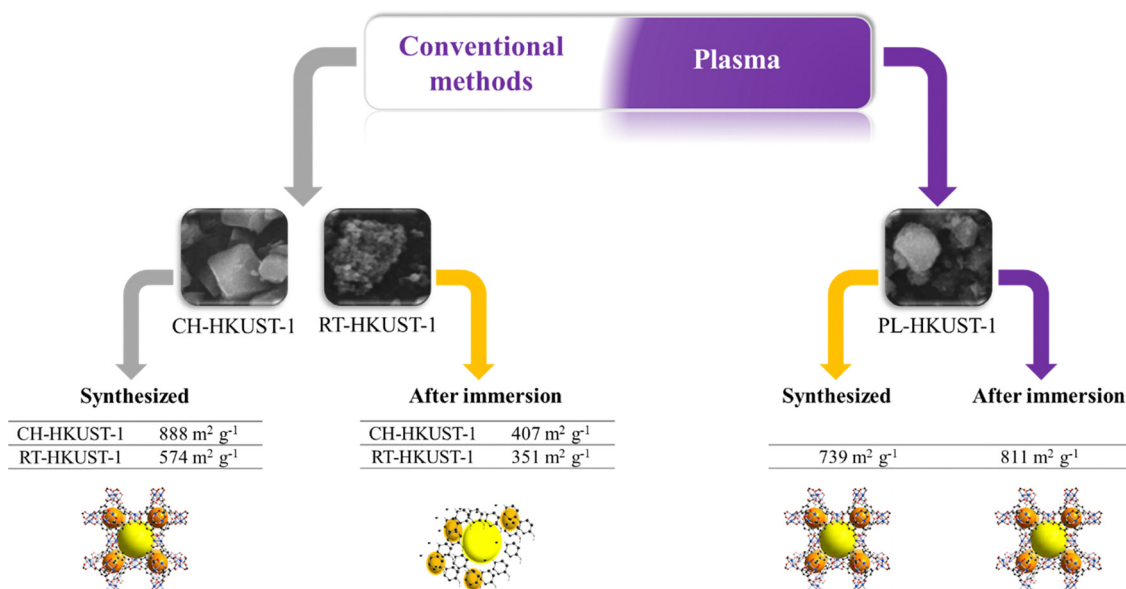 Conventional
methods
Plasma
CH-HKUST-1
RT-HKUST-1
PL-HKUST-1
Synthesized
CH-HKUST-1 888 m² g⁻¹
RT-HKUST-1 574 m² g⁻¹
After immersion
CH-HKUST-1 407 m² g⁻¹
RT-HKUST-1 351 m² g⁻¹
Synthesized After immersion
739 m² g⁻¹ 811 m² g⁻¹